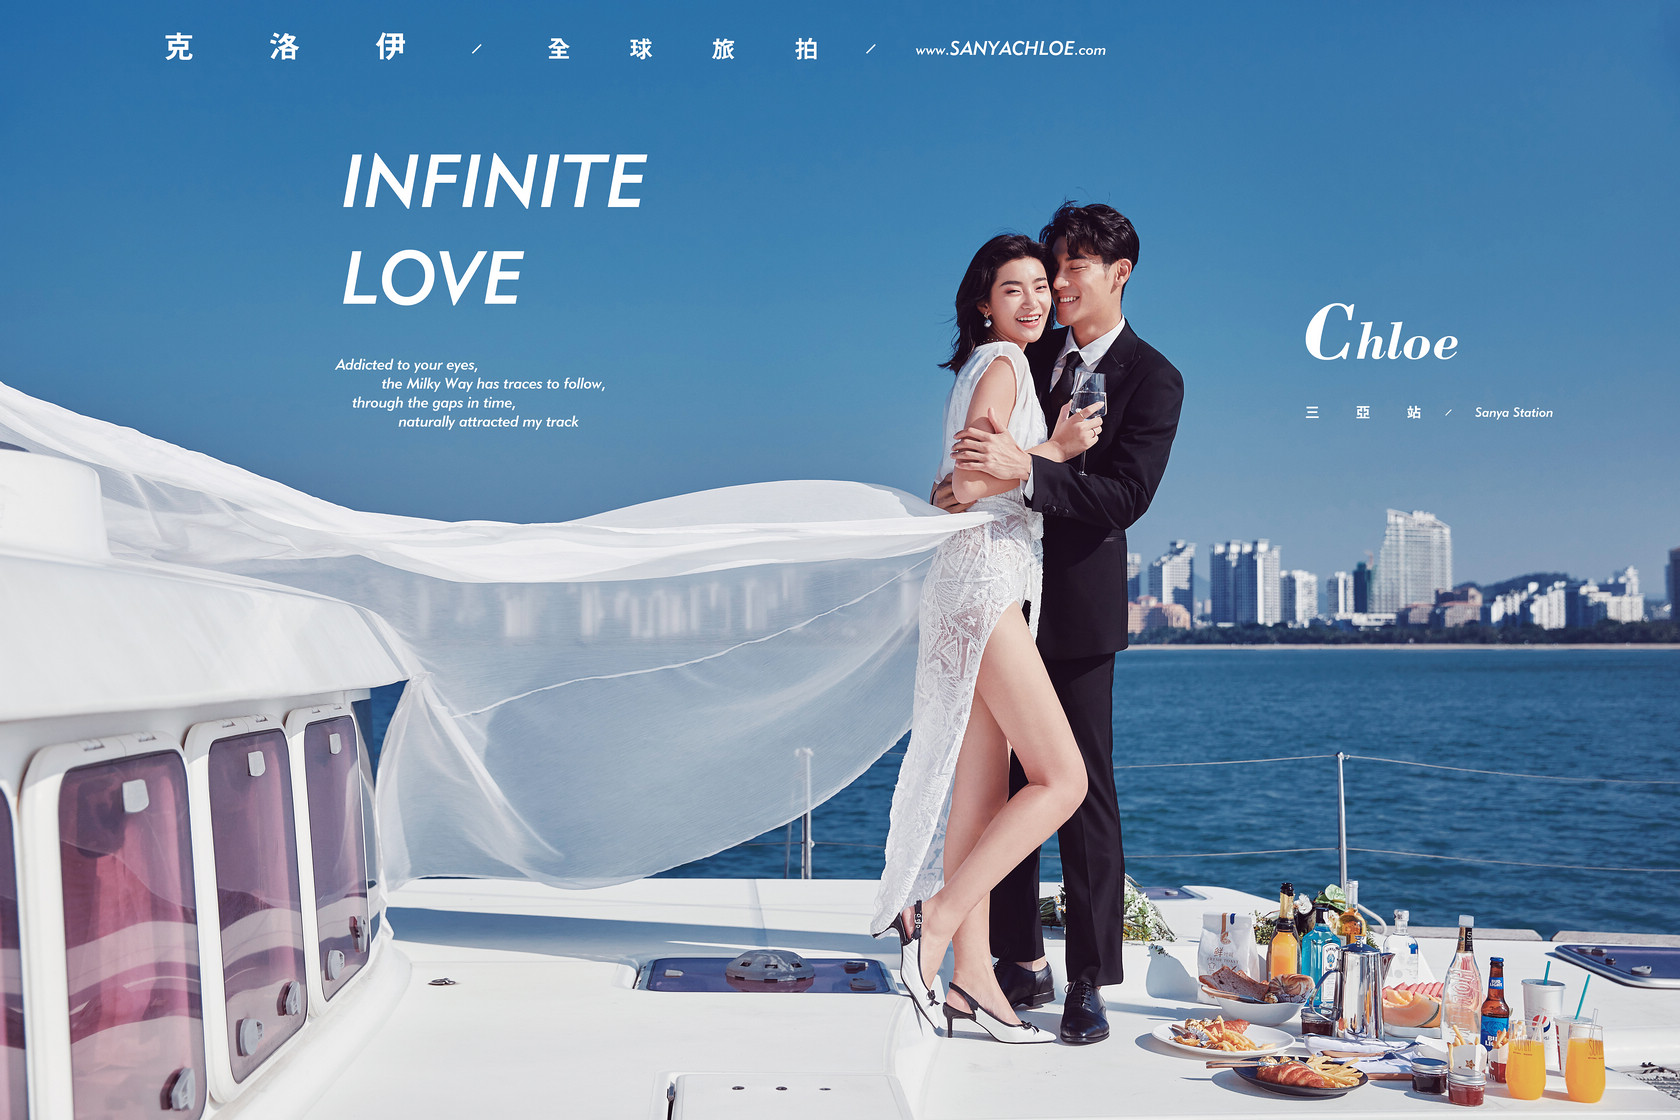 克洛伊 / 全球旅拍 / www.SANYACHLOE.com
INFINITE
LOVE
Addicted to your eyes,
the Milky Way has traces to follow,
through the gaps in time,
naturally attracted my track
Chloe
三亞站 / Sanya Station